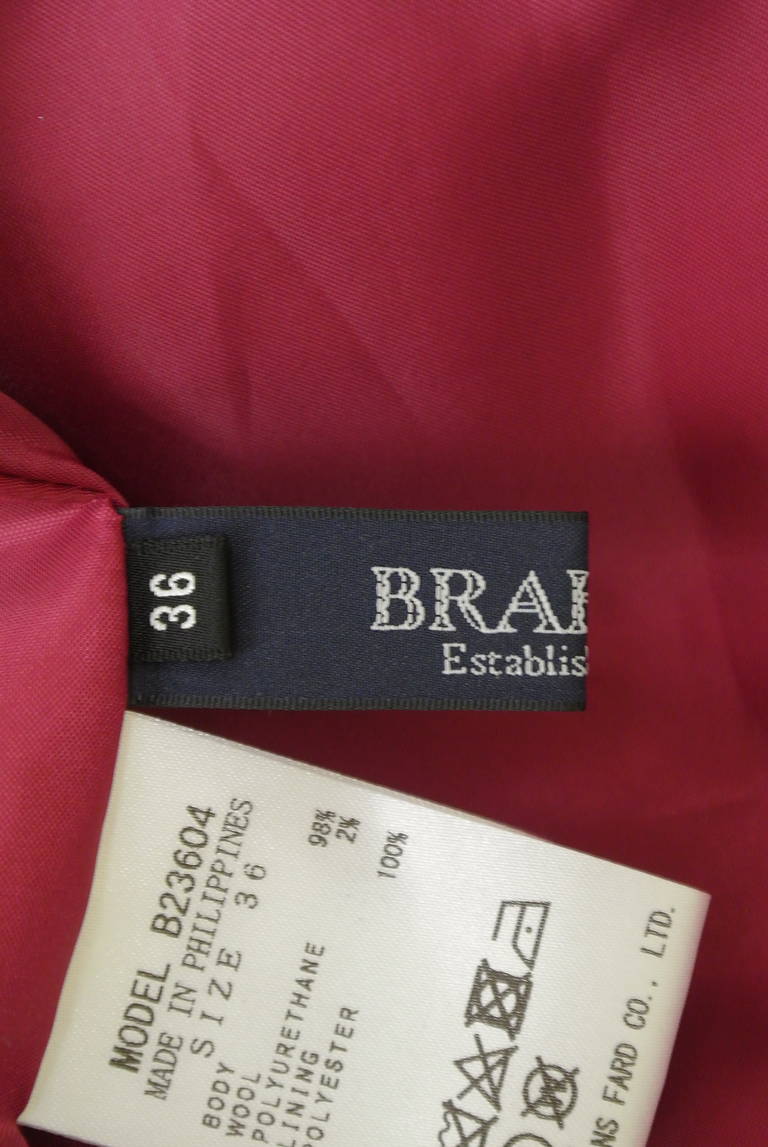 36
BRA
Establis
MODEL B23604
MADE IN PHILIPPINES
SIZE 36
BODY
WOOL 98%
POLYURETHANE 2%
LINING
POLYESTER 100%
NS FARD CO., LTD.